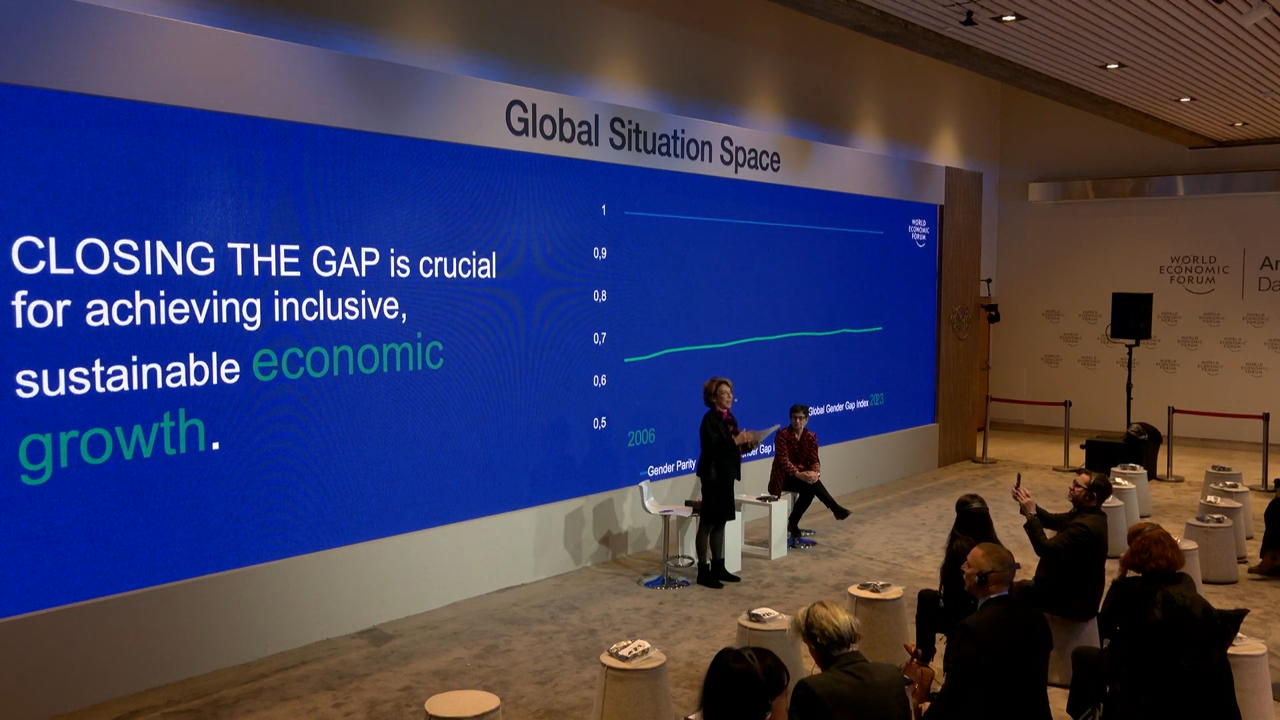 Global Situation Space
CLOSING THE GAP is crucial
for achieving inclusive,
sustainable economic
growth.
1
0,9
0,8
0,7
0,6
0,5
2006
Gender Parity
Global Gender Gap Index 2023
WORLD
ECONOMIC
FORUM
WORLD
ECONOMIC
FORUM